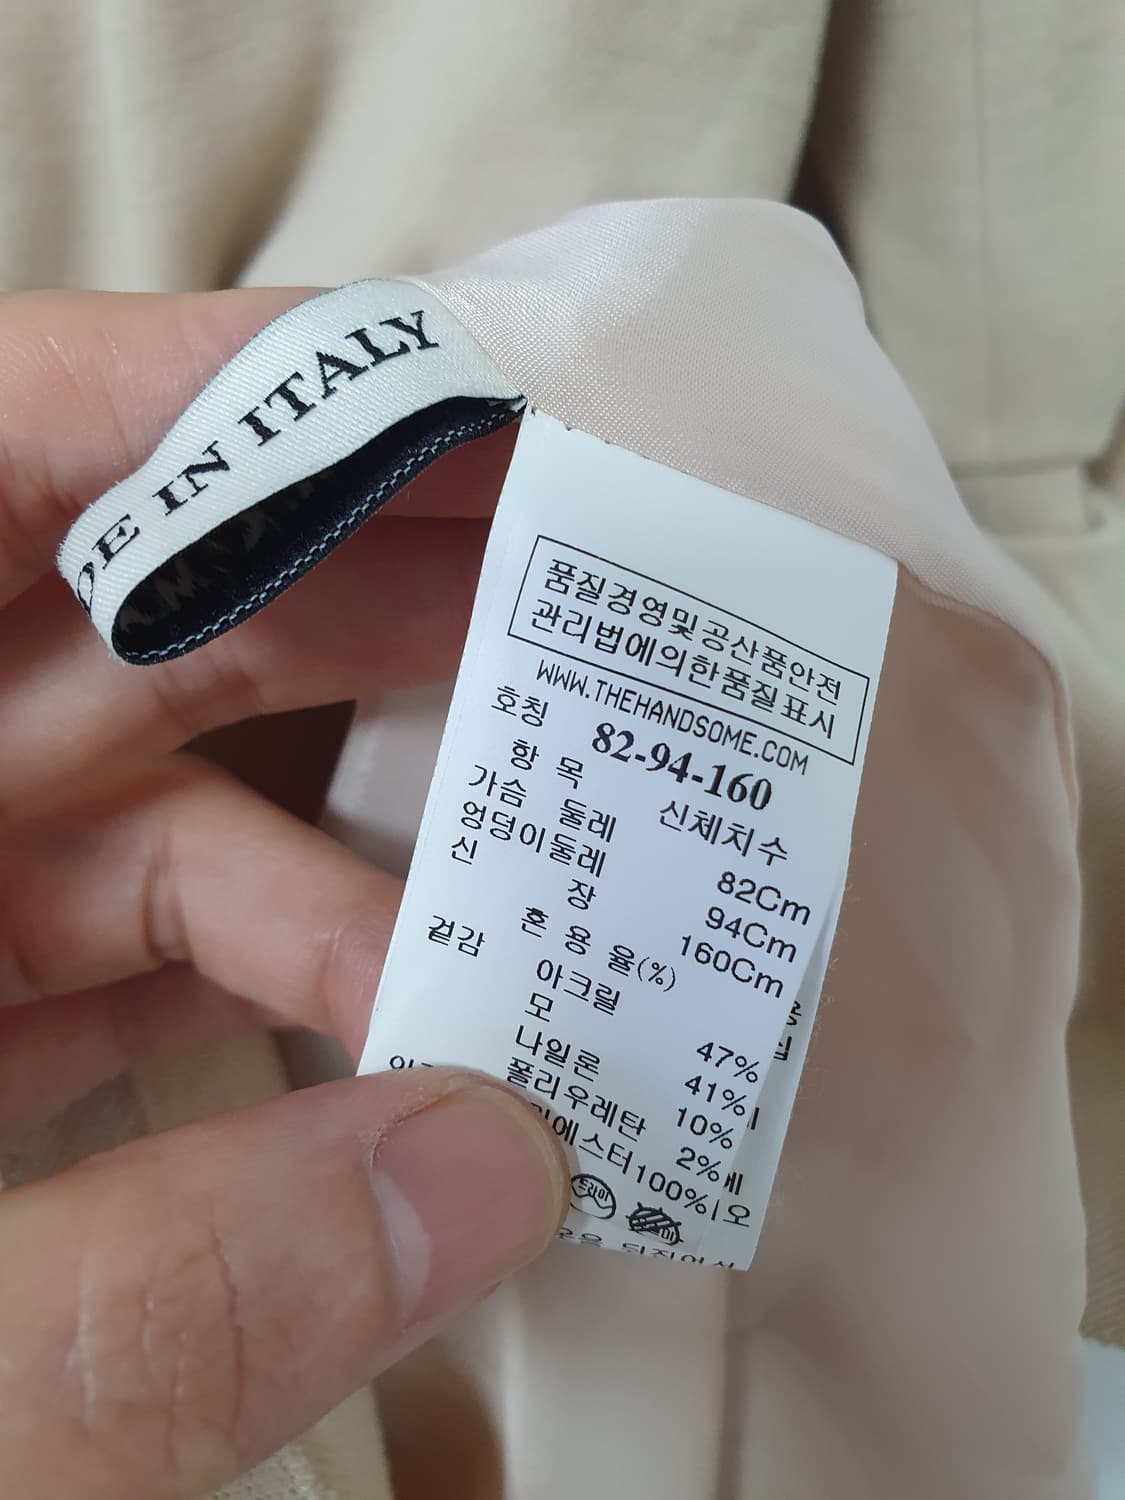 DE IN ITALY
품질경영및공산품안전
관리법에의한품질표시
WWW.THEHANDSOME.COM
호칭 82-94-160
항 목 신체치수
가슴 둘레 82Cm
엉덩이둘레 94Cm
신 장 160Cm
혼 용 율(%)
겉감 아크릴 47%
모 41%
나일론 10%
폴리우레탄 2%
100%
드라이